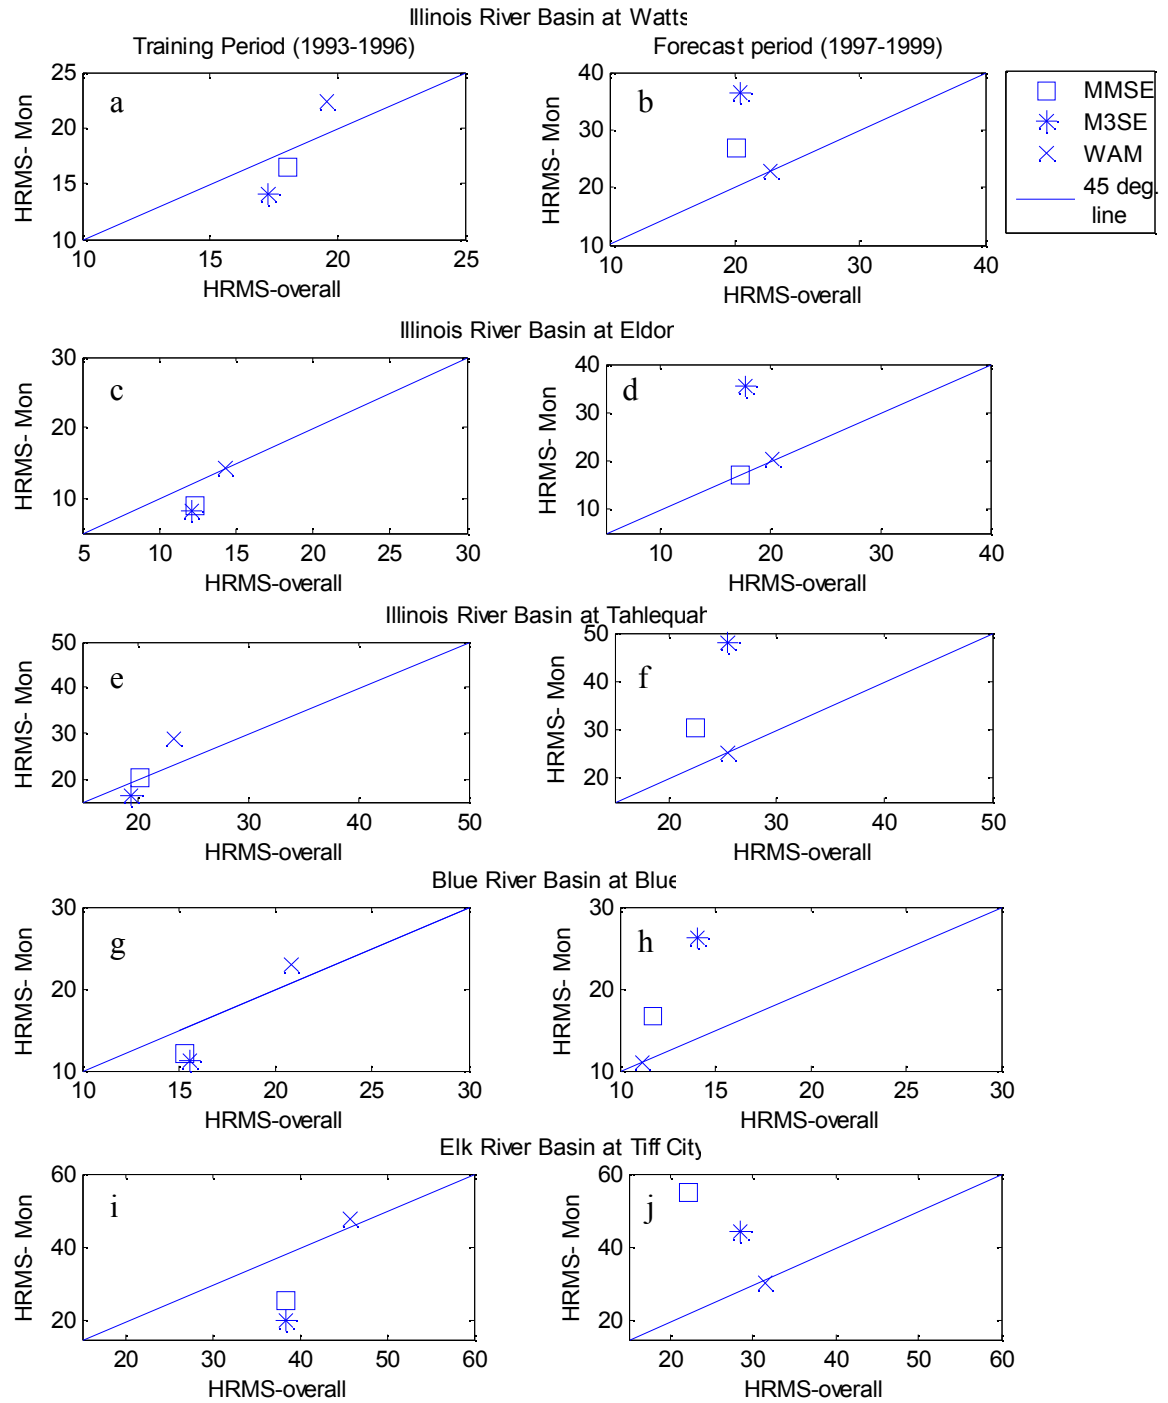 Illinois River Basin at Watts
Training Period (1993-1996)
Forecast period (1997-1999)
a
HRMS- Mon
25
20
15
10
10 15 20 25
HRMS-overall
b
HRMS- Mon
40
30
20
10
10 20 30 40
HRMS-overall
MMSE
M3SE
WAM
45 deg.
line
Illinois River Basin at Eldor
c
HRMS- Mon
30
20
10
5 10 15 20 25 30
HRMS-overall
d
HRMS- Mon
40
30
20
10
10 20 30 40
HRMS-overall
Illinois River Basin at Tahlequah
e
HRMS- Mon
50
40
30
20
20 30 40 50
HRMS-overall
f
HRMS- Mon
50
40
30
20
20 30 40 50
HRMS-overall
Blue River Basin at Blue
g
HRMS- Mon
30
20
10
10 15 20 25 30
HRMS-overall
h
HRMS- Mon
30
20
10
10 15 20 25 30
HRMS-overall
Elk River Basin at Tiff City
i
HRMS- Mon
60
40
20
20 30 40 50 60
HRMS-overall
j
HRMS- Mon
60
40
20
20 30 40 50 60
HRMS-overall